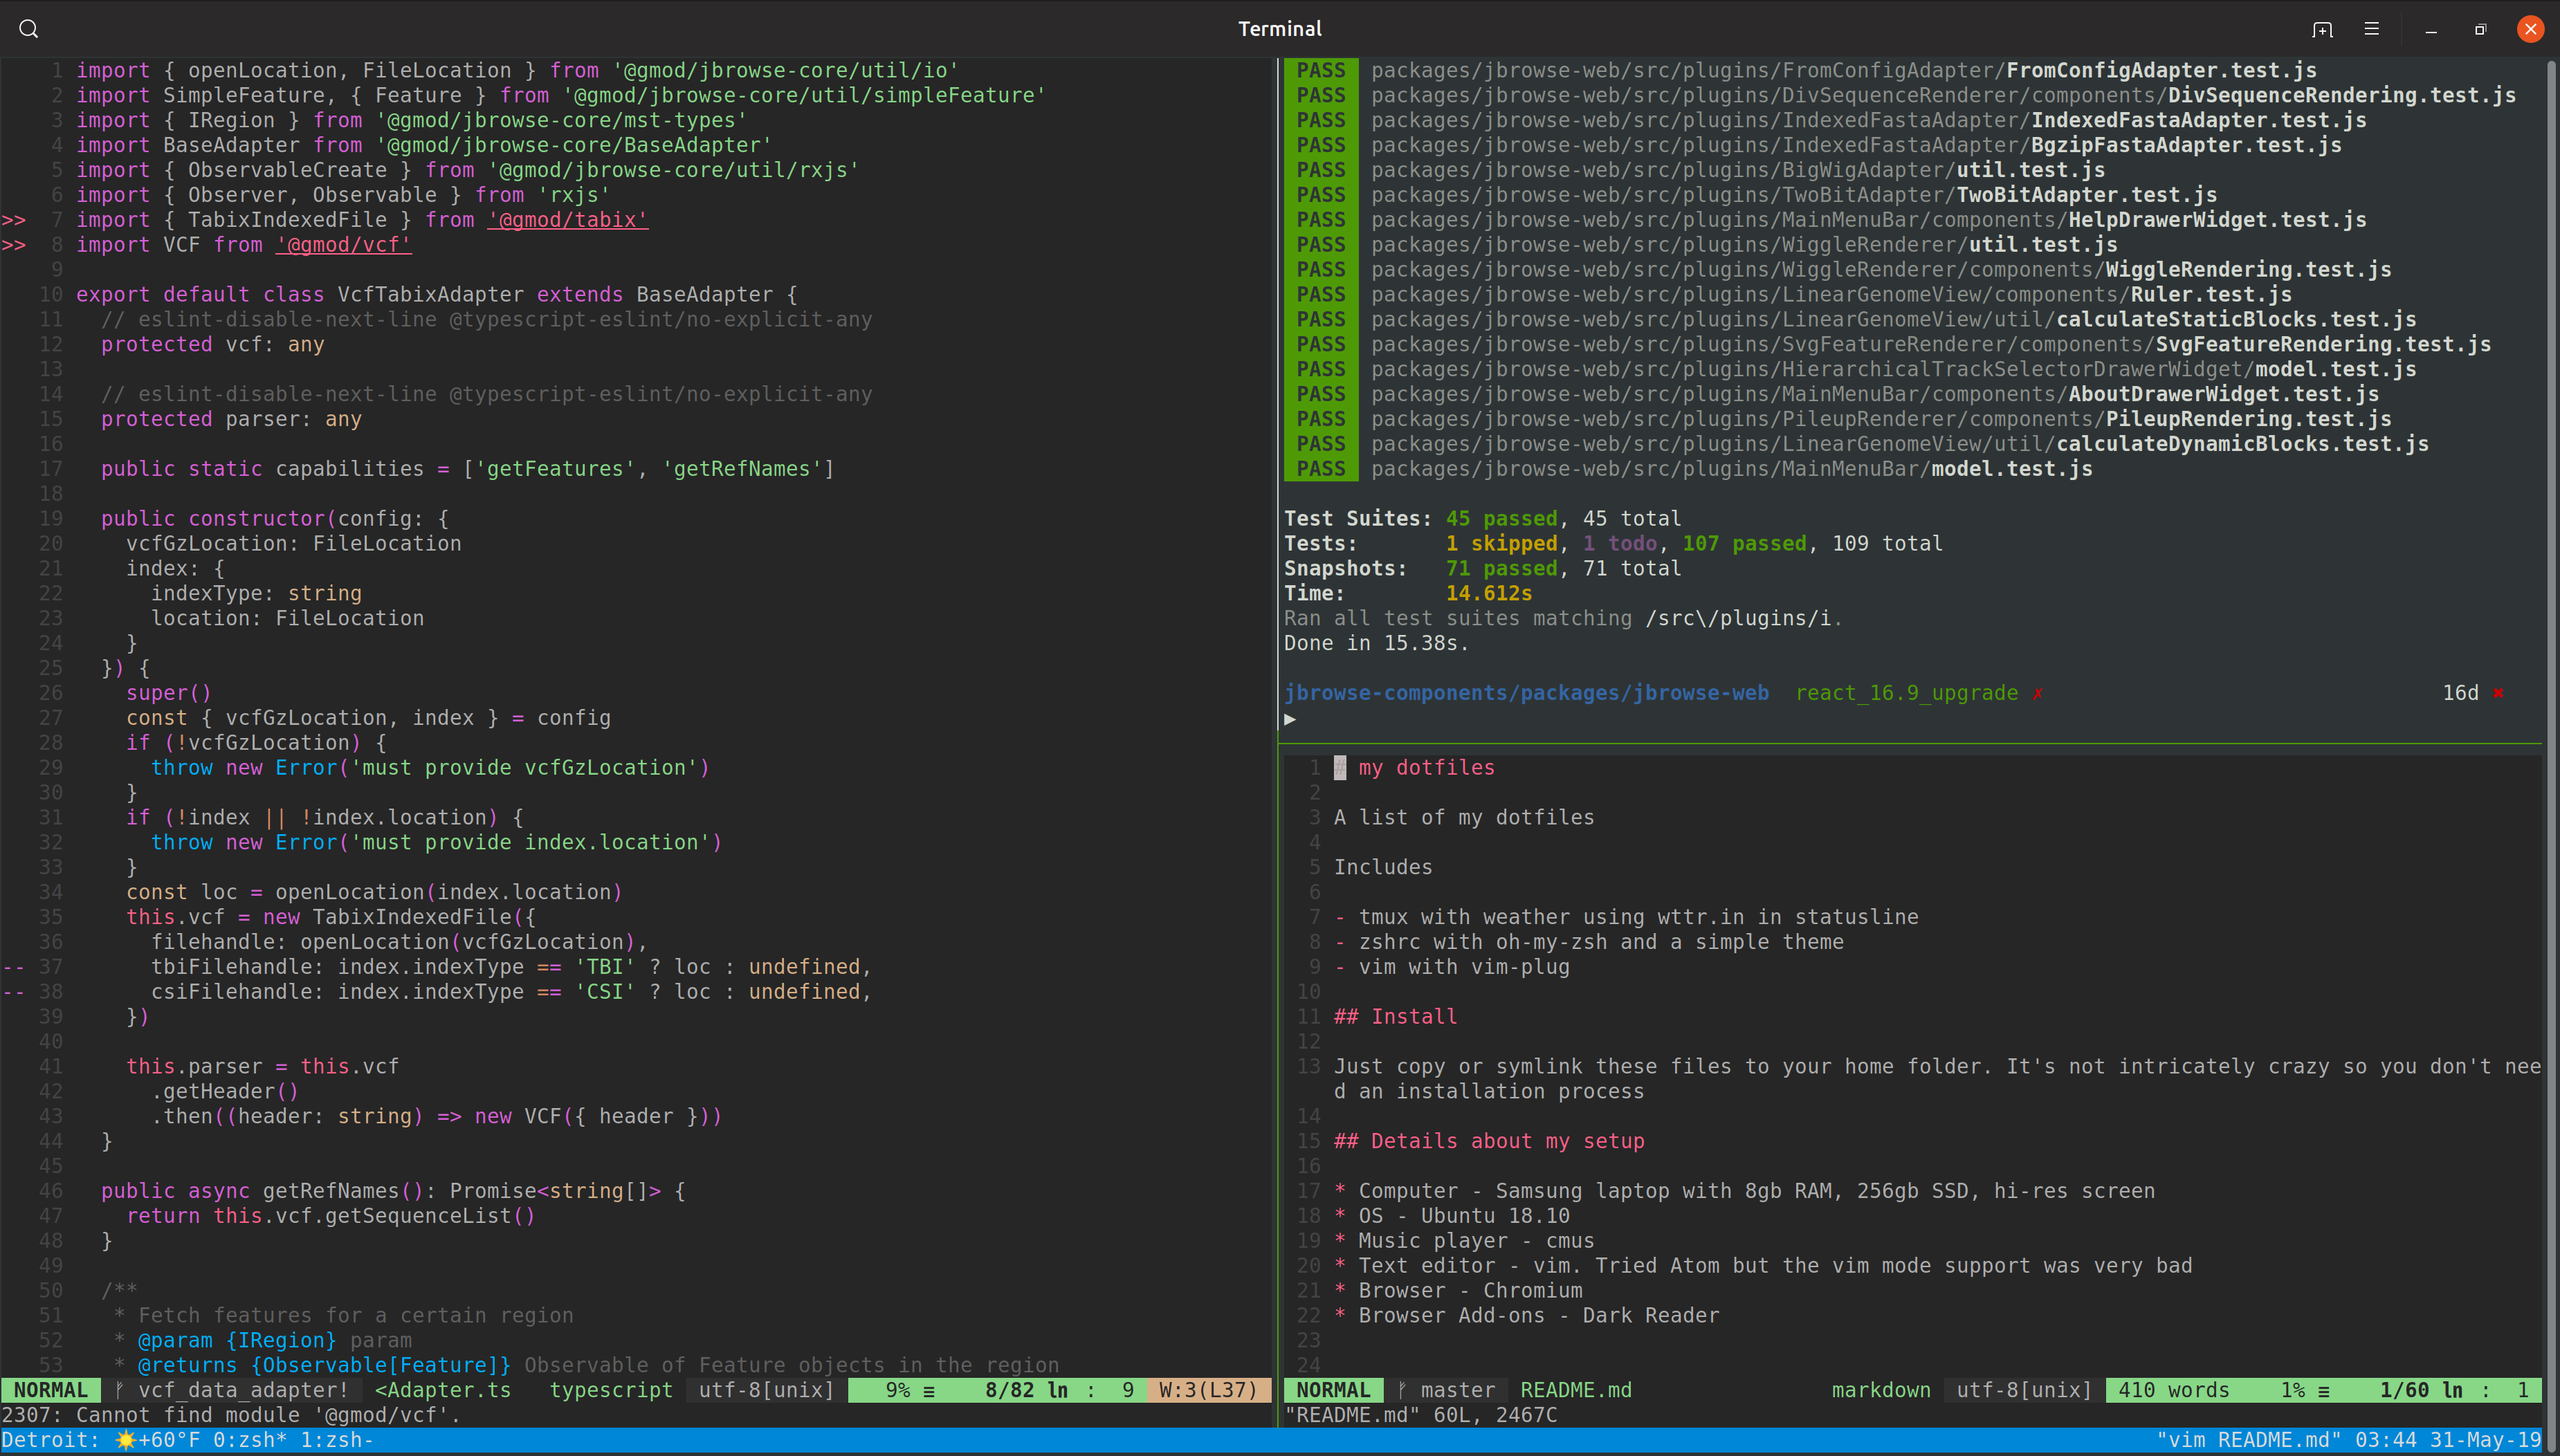 Terminal
1 import { openLocation, FileLocation } from '@gmod/jbrowse-core/util/io'
2 import SimpleFeature, { Feature } from '@gmod/jbrowse-core/util/simpleFeature'
3 import { IRegion } from '@gmod/jbrowse-core/mst-types'
4 import BaseAdapter from '@gmod/jbrowse-core/BaseAdapter'
5 import { ObservableCreate } from '@gmod/jbrowse-core/util/rxjs'
6 import { Observer, Observable } from 'rxjs'
>> 7 import { TabixIndexedFile } from '@gmod/tabix'
>> 8 import VCF from '@gmod/vcf'
9
10 export default class VcfTabixAdapter extends BaseAdapter {
11   // eslint-disable-next-line @typescript-eslint/no-explicit-any
12   protected vcf: any
13
14   // eslint-disable-next-line @typescript-eslint/no-explicit-any
15   protected parser: any
16
17   public static capabilities = ['getFeatures', 'getRefNames']
18
19   public constructor(config: {
20     vcfGzLocation: FileLocation
21     index: {
22       indexType: string
23       location: FileLocation
24     }
25   }) {
26     super()
27     const { vcfGzLocation, index } = config
28     if (!vcfGzLocation) {
29       throw new Error('must provide vcfGzLocation')
30     }
31     if (!index || !index.location) {
32       throw new Error('must provide index.location')
33     }
34     const loc = openLocation(index.location)
35     this.vcf = new TabixIndexedFile({
36       filehandle: openLocation(vcfGzLocation),
-- 37       tbiFilehandle: index.indexType == 'TBI' ? loc : undefined,
-- 38       csiFilehandle: index.indexType == 'CSI' ? loc : undefined,
39     })
40
41     this.parser = this.vcf
42       .getHeader()
43       .then((header: string) => new VCF({ header }))
44   }
45
46   public async getRefNames(): Promise<string[]> {
47     return this.vcf.getSequenceList()
48   }
49
50   /**
51    * Fetch features for a certain region
52    * @param {IRegion} param
53    * @returns {Observable[Feature]} Observable of Feature objects in the region
NORMAL vcf_data_adapter! <Adapter.ts typescript utf-8[unix] 9% ≡ 8/82 ln : 9 W:3(L37)
2307: Cannot find module '@gmod/vcf'.
PASS packages/jbrowse-web/src/plugins/FromConfigAdapter/FromConfigAdapter.test.js
PASS packages/jbrowse-web/src/plugins/DivSequenceRenderer/components/DivSequenceRendering.test.js
PASS packages/jbrowse-web/src/plugins/IndexedFastaAdapter/IndexedFastaAdapter.test.js
PASS packages/jbrowse-web/src/plugins/IndexedFastaAdapter/BgzipFastaAdapter.test.js
PASS packages/jbrowse-web/src/plugins/BigWigAdapter/util.test.js
PASS packages/jbrowse-web/src/plugins/TwoBitAdapter/TwoBitAdapter.test.js
PASS packages/jbrowse-web/src/plugins/MainMenuBar/components/HelpDrawerWidget.test.js
PASS packages/jbrowse-web/src/plugins/WiggleRenderer/util.test.js
PASS packages/jbrowse-web/src/plugins/WiggleRenderer/components/WiggleRendering.test.js
PASS packages/jbrowse-web/src/plugins/LinearGenomeView/components/Ruler.test.js
PASS packages/jbrowse-web/src/plugins/LinearGenomeView/util/calculateStaticBlocks.test.js
PASS packages/jbrowse-web/src/plugins/SvgFeatureRenderer/components/SvgFeatureRendering.test.js
PASS packages/jbrowse-web/src/plugins/HierarchicalTrackSelectorDrawerWidget/model.test.js
PASS packages/jbrowse-web/src/plugins/MainMenuBar/components/AboutDrawerWidget.test.js
PASS packages/jbrowse-web/src/plugins/PileupRenderer/components/PileupRendering.test.js
PASS packages/jbrowse-web/src/plugins/LinearGenomeView/util/calculateDynamicBlocks.test.js
PASS packages/jbrowse-web/src/plugins/MainMenuBar/model.test.js
Test Suites: 45 passed, 45 total
Tests: 1 skipped, 1 todo, 107 passed, 109 total
Snapshots: 71 passed, 71 total
Time: 14.612s
Ran all test suites matching /src\/plugins/i.
Done in 15.38s.
jbrowse-components/packages/jbrowse-web react_16.9_upgrade ✗ 16d ✖
▶
1 # my dotfiles
2
3 A list of my dotfiles
4
5 Includes
6
7 - tmux with weather using wttr.in in statusline
8 - zshrc with oh-my-zsh and a simple theme
9 - vim with vim-plug
10
11 ## Install
12
13 Just copy or symlink these files to your home folder. It's not intricately crazy so you don't nee
d an installation process
14
15 ## Details about my setup
16
17 * Computer - Samsung laptop with 8gb RAM, 256gb SSD, hi-res screen
18 * OS - Ubuntu 18.10
19 * Music player - cmus
20 * Text editor - vim. Tried Atom but the vim mode support was very bad
21 * Browser - Chromium
22 * Browser Add-ons - Dark Reader
23
24
NORMAL master README.md markdown utf-8[unix] 410 words 1% ≡ 1/60 ln : 1
"README.md" 60L, 2467C
Detroit: ☀️+60°F 0:zsh* 1:zsh- "vim README.md" 03:44 31-May-19